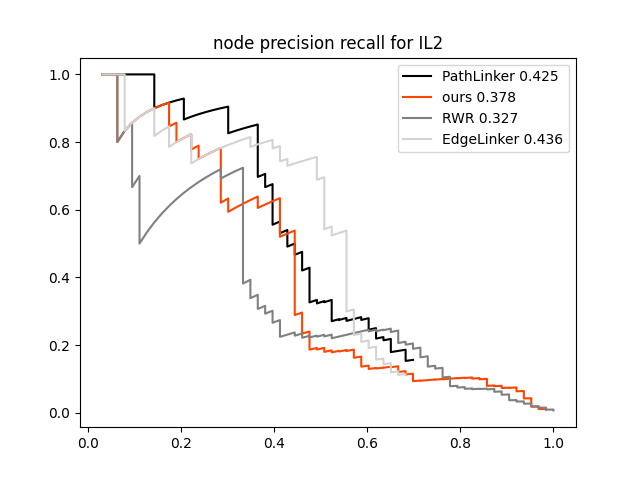 node precision recall for IL2
PathLinker 0.425
ours 0.378
RWR 0.327
EdgeLinker 0.436
1.0
0.8
0.6
0.4
0.2
0.0
0.0 0.2 0.4 0.6 0.8 1.0